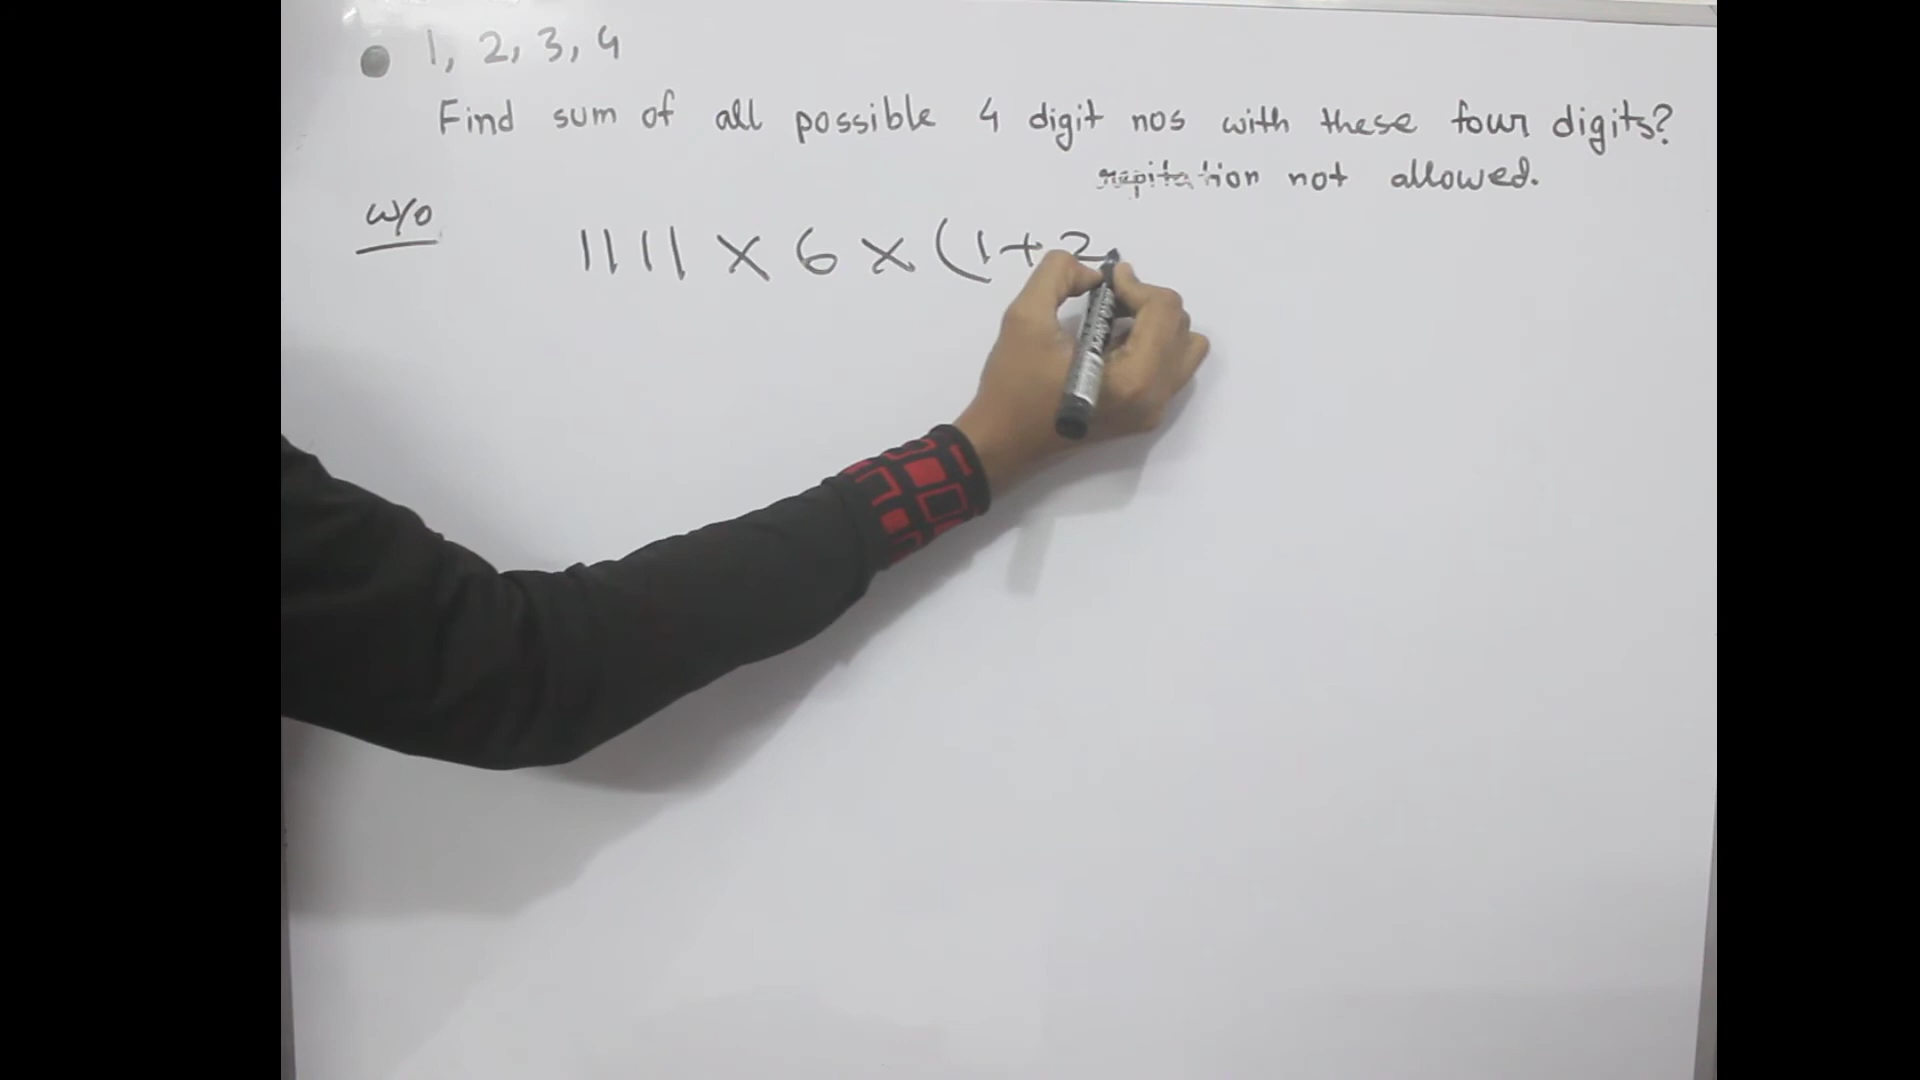 1, 2, 3, 4
Find sum of all possible 4 digit nos with these four digits?
repitation not allowed.
w/o
1111 × 6 × (1+2